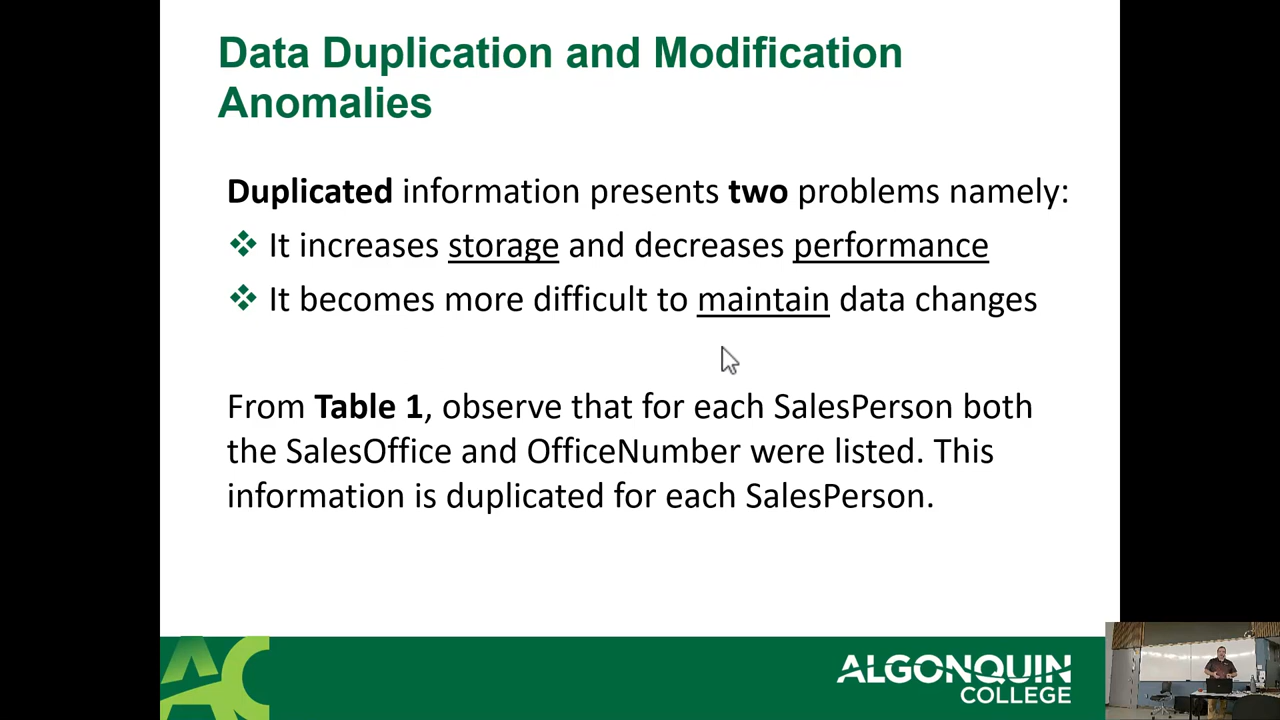 Data Duplication and Modification
Anomalies
Duplicated information presents two problems namely:
It increases storage and decreases performance
It becomes more difficult to maintain data changes
From Table 1, observe that for each SalesPerson both
the SalesOffice and OfficeNumber were listed. This
information is duplicated for each SalesPerson.
AC
ALGONQUIN
COLLEGE